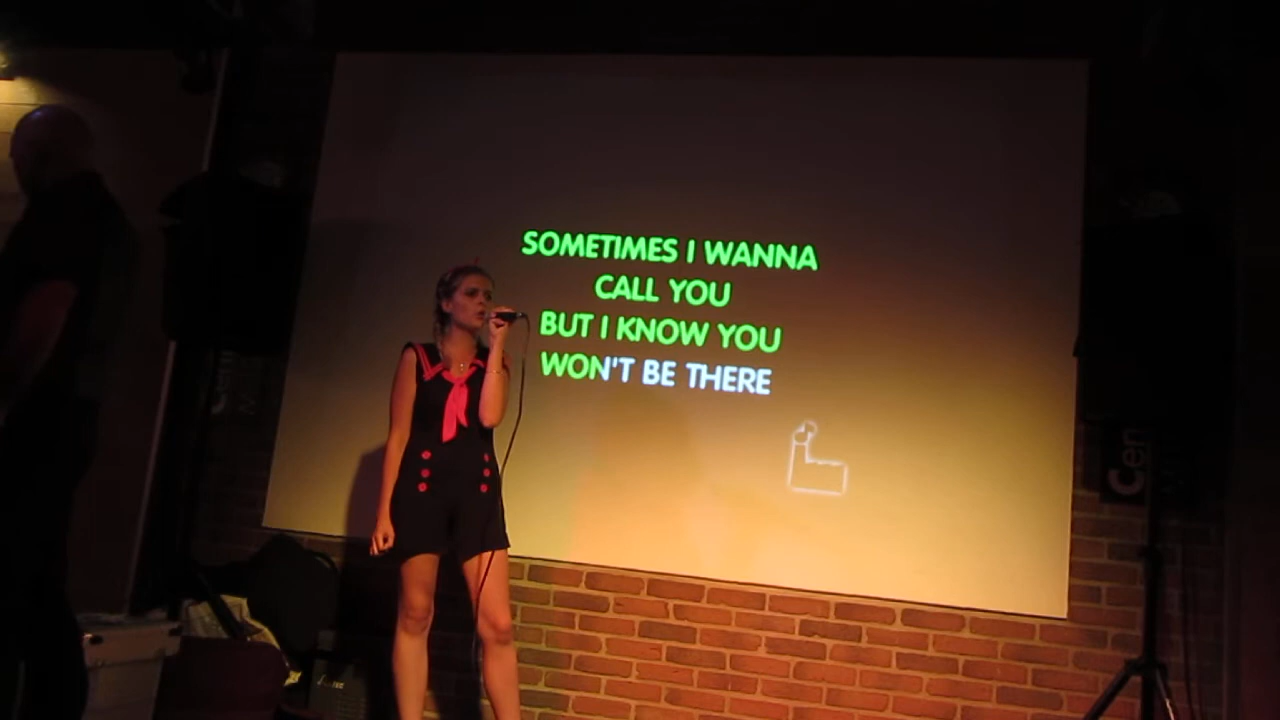 SOMETIMES I WANNA
CALL YOU
BUT I KNOW YOU
WON'T BE THERE